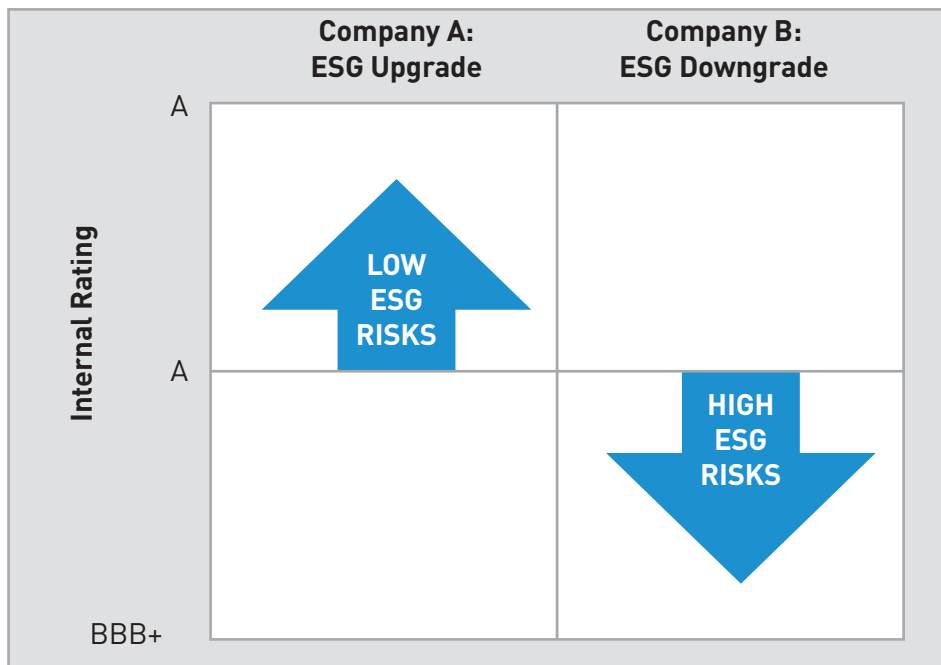 Company A:
ESG Upgrade
Company B:
ESG Downgrade
A
Internal Rating
LOW
ESG
RISKS
A
HIGH
ESG
RISKS
BBB+